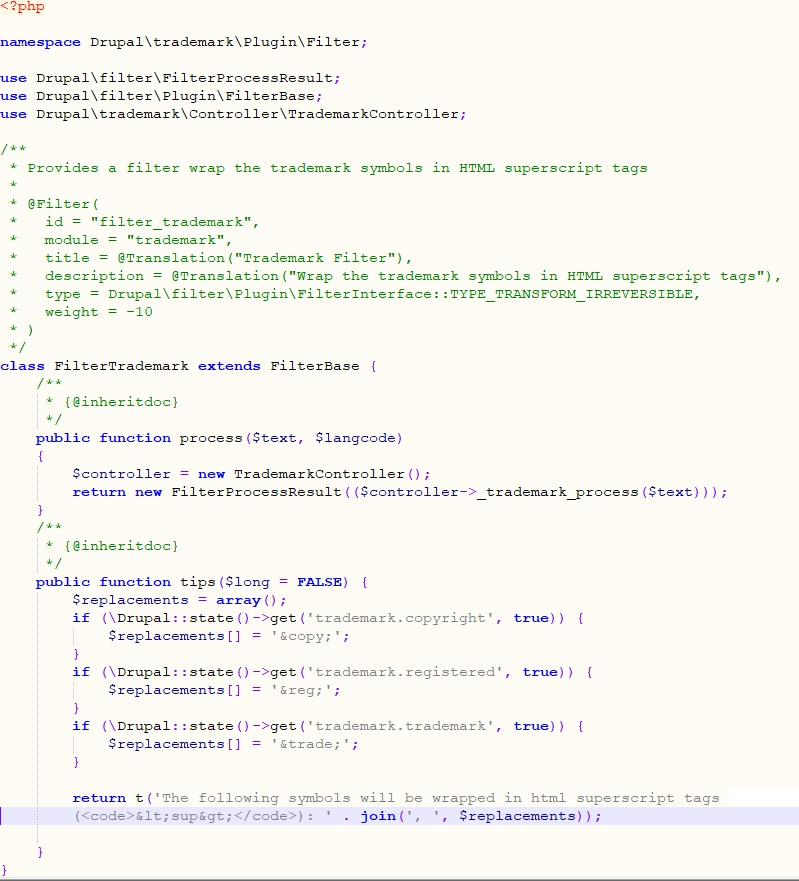 <?php
namespace Drupal\trademark\Plugin\Filter;
use Drupal\filter\FilterProcessResult;
use Drupal\filter\Plugin\FilterBase;
use Drupal\trademark\Controller\TrademarkController;
/**
 * Provides a filter wrap the trademark symbols in HTML superscript tags
 *
 * @Filter(
 *   id = "filter_trademark",
 *   module = "trademark",
 *   title = @Translation("Trademark Filter"),
 *   description = @Translation("Wrap the trademark symbols in HTML superscript tags"),
 *   type = Drupal\filter\Plugin\FilterInterface::TYPE_TRANSFORM_IRREVERSIBLE,
 *   weight = -10
 * )
 */
class FilterTrademark extends FilterBase {
    /**
     * {@inheritdoc}
     */
    public function process($text, $langcode)
    {
        $controller = new TrademarkController();
        return new FilterProcessResult(($controller->_trademark_process($text)));
    }
    /**
     * {@inheritdoc}
     */
    public function tips($long = FALSE) {
        $replacements = array();
        if (\Drupal::state()->get('trademark.copyright', true)) {
            $replacements[] = '&copy;';
        }
        if (\Drupal::state()->get('trademark.registered', true)) {
            $replacements[] = '&reg;';
        }
        if (\Drupal::state()->get('trademark.trademark', true)) {
            $replacements[] = '&trade;';
        }
        return t('The following symbols will be wrapped in html superscript tags
        (<code>&lt;sup&gt;</code>): ' . join(', ', $replacements));
    }
}